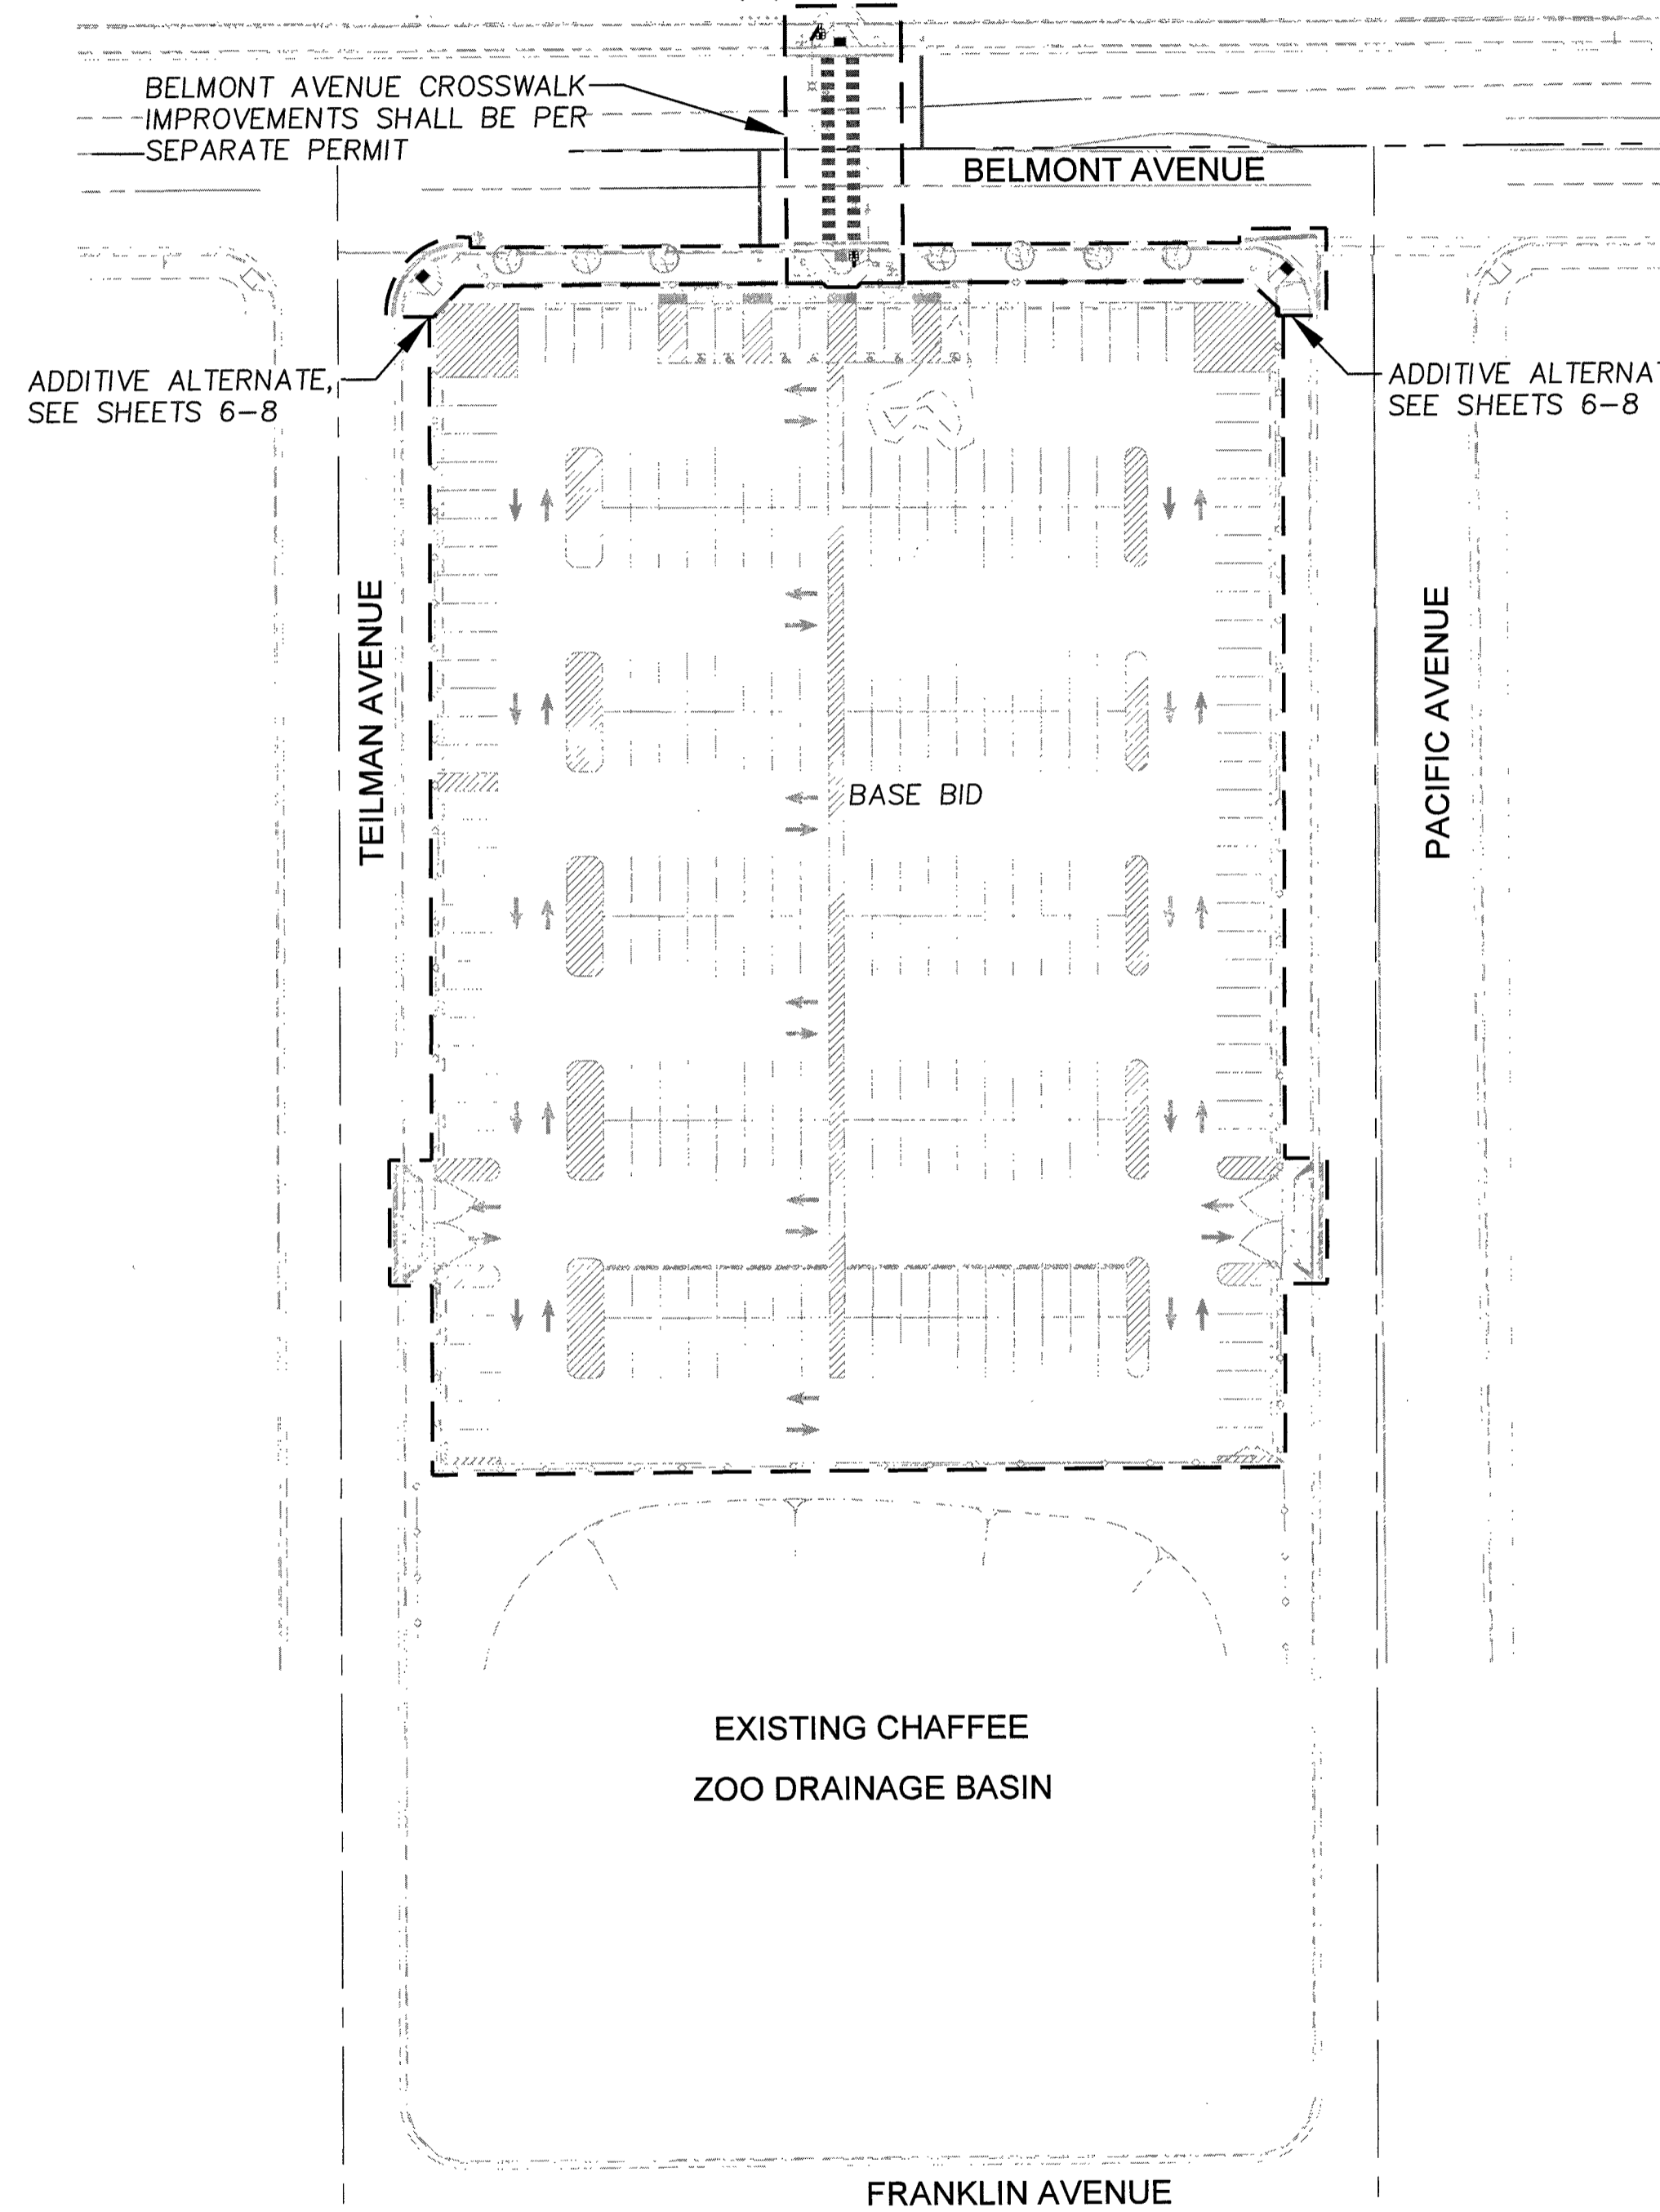 BELMONT AVENUE CROSSWALK
IMPROVEMENTS SHALL BE PER
SEPARATE PERMIT
BELMONT AVENUE
ADDITIVE ALTERNATE,
SEE SHEETS 6-8
ADDITIVE ALTERNA
SEE SHEETS 6-8
TEILMAN AVENUE
BASE BID
PACIFIC AVENUE
EXISTING CHAFFEE
ZOO DRAINAGE BASIN
FRANKLIN AVENUE